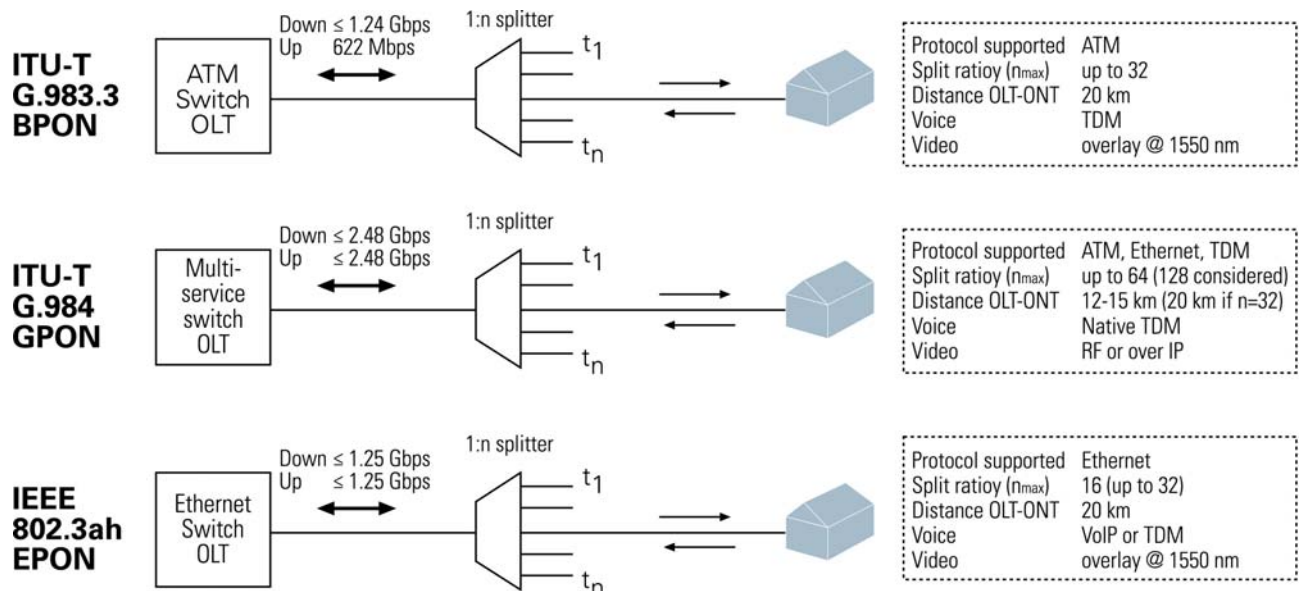 ITU-T
G.983.3
BPON
ATM
Switch
OLT
Down ≤ 1.24 Gbps
Up 622 Mbps
1:n splitter
t1
tn
Protocol supported ATM
Split ratioy (nmax) up to 32
Distance OLT-ONT 20 km
Voice TDM
Video overlay @ 1550 nm
ITU-T
G.984
GPON
Multi-
service
switch
OLT
Down ≤ 2.48 Gbps
Up ≤ 2.48 Gbps
1:n splitter
t1
tn
Protocol supported ATM, Ethernet, TDM
Split ratioy (nmax) up to 64 (128 considered)
Distance OLT-ONT 12-15 km (20 km if n=32)
Voice Native TDM
Video RF or over IP
IEEE
802.3ah
EPON
Ethernet
Switch
OLT
Down ≤ 1.25 Gbps
Up ≤ 1.25 Gbps
1:n splitter
t1
tn
Protocol supported Ethernet
Split ratioy (nmax) 16 (up to 32)
Distance OLT-ONT 20 km
Voice VoIP or TDM
Video overlay @ 1550 nm